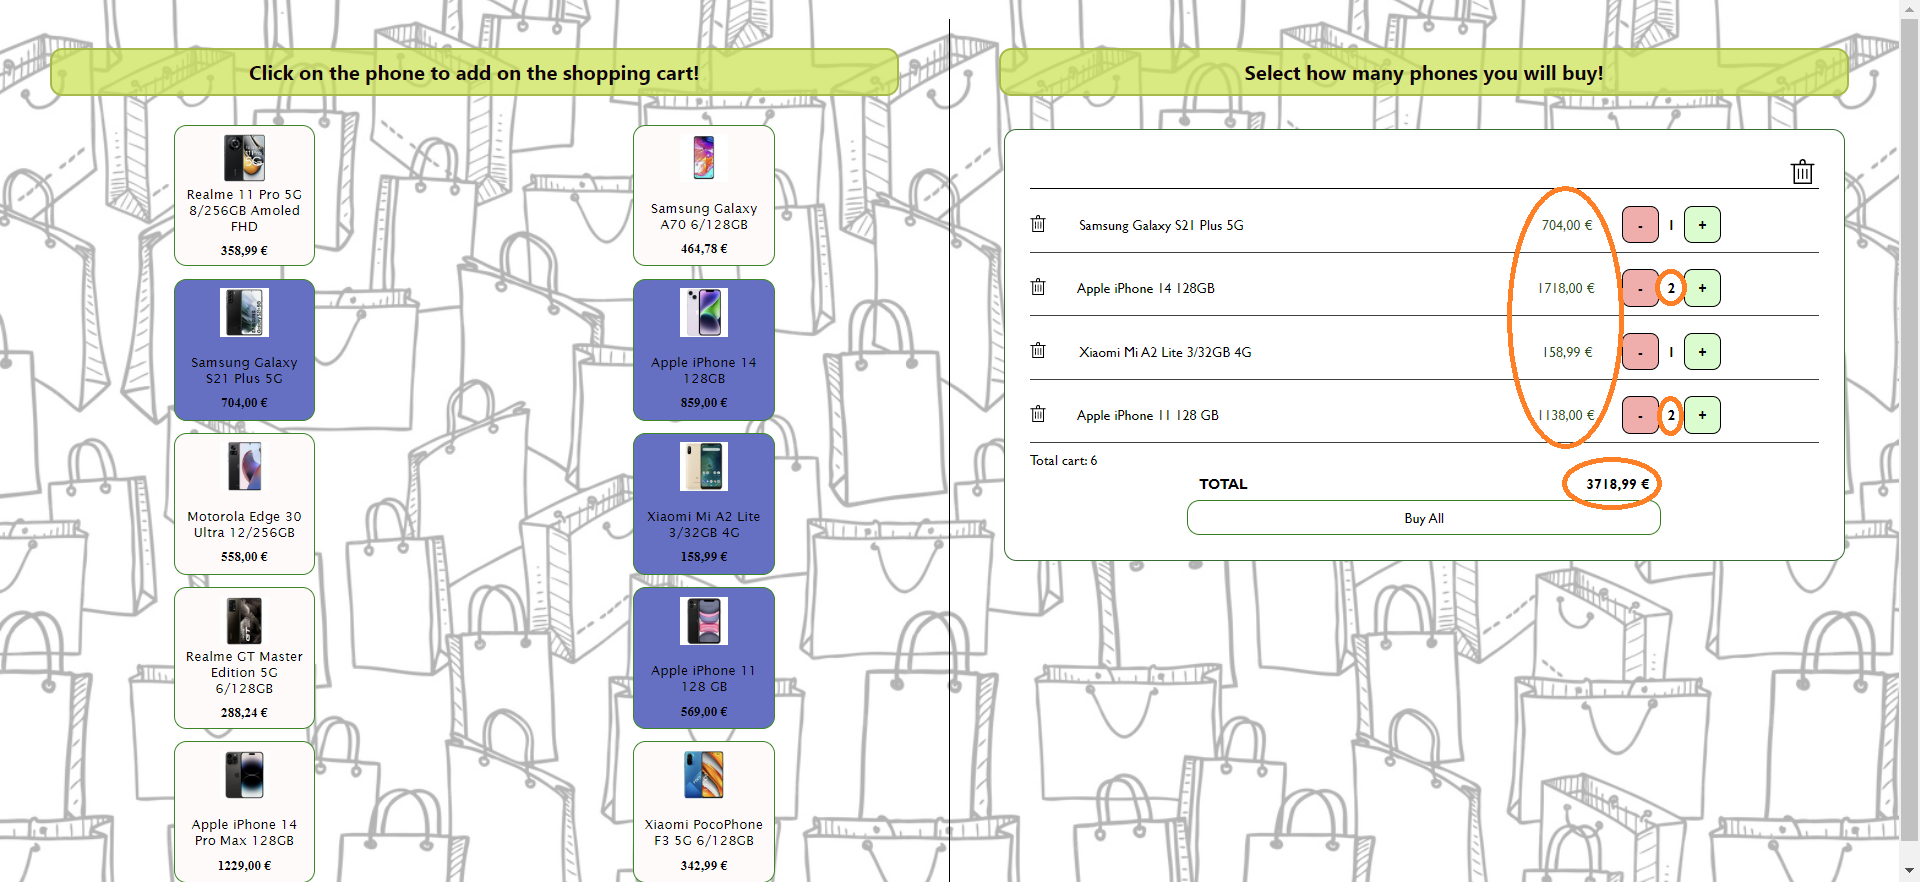 Click on the phone to add on the shopping cart!
Realme 11 Pro 5G
8/256GB Amoled
FHD
358,99 €
Samsung Galaxy
A70 6/128GB
464,78 €
Samsung Galaxy
S21 Plus 5G
704,00 €
Apple iPhone 14
128GB
859,00 €
Motorola Edge 30
Ultra 12/256GB
558,00 €
Xiaomi Mi A2 Lite
3/32GB 4G
158,99 €
Realme GT Master
Edition 5G
6/128GB
288,24 €
Apple iPhone 11
128 GB
569,00 €
Apple iPhone 14
Pro Max 128GB
1229,00 €
Xiaomi PocoPhone
F3 5G 6/128GB
342,99 €
Select how many phones you will buy!
Samsung Galaxy S21 Plus 5G 704,00 € - 1 +
Apple iPhone 14 128GB 1718,00 € - 2 +
Xiaomi Mi A2 Lite 3/32GB 4G 158,99 € - 1 +
Apple iPhone 11 128 GB 1138,00 € - 2 +
Total cart: 6
TOTAL 3718,99 €
Buy All